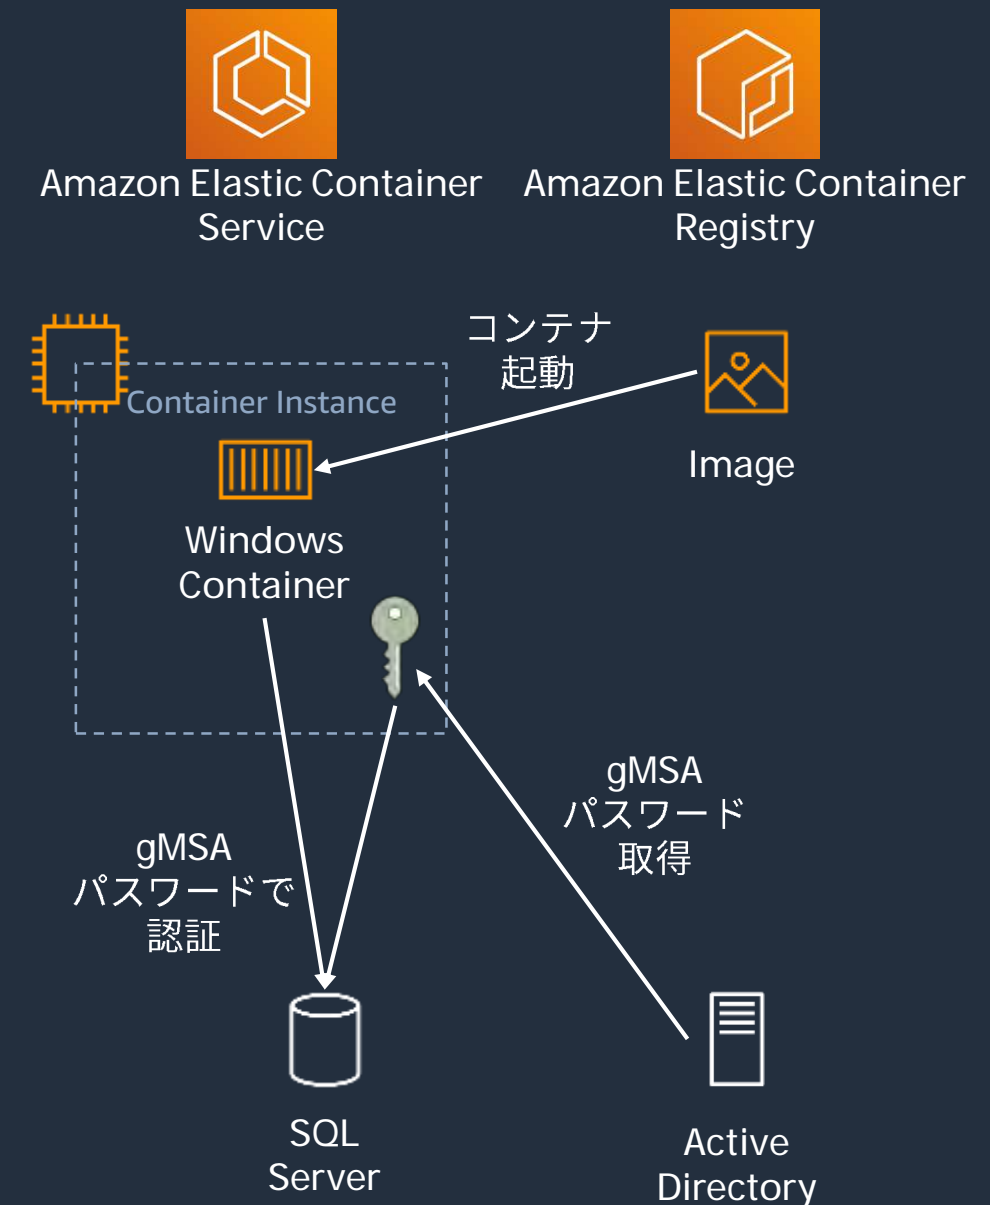 Amazon Elastic Container
Service
Amazon Elastic Container
Registry
コンテナ
起動
Container Instance
Image
Windows
Container
gMSA
パスワード
取得
gMSA
パスワードで
認証
SQL
Server
Active
Directory